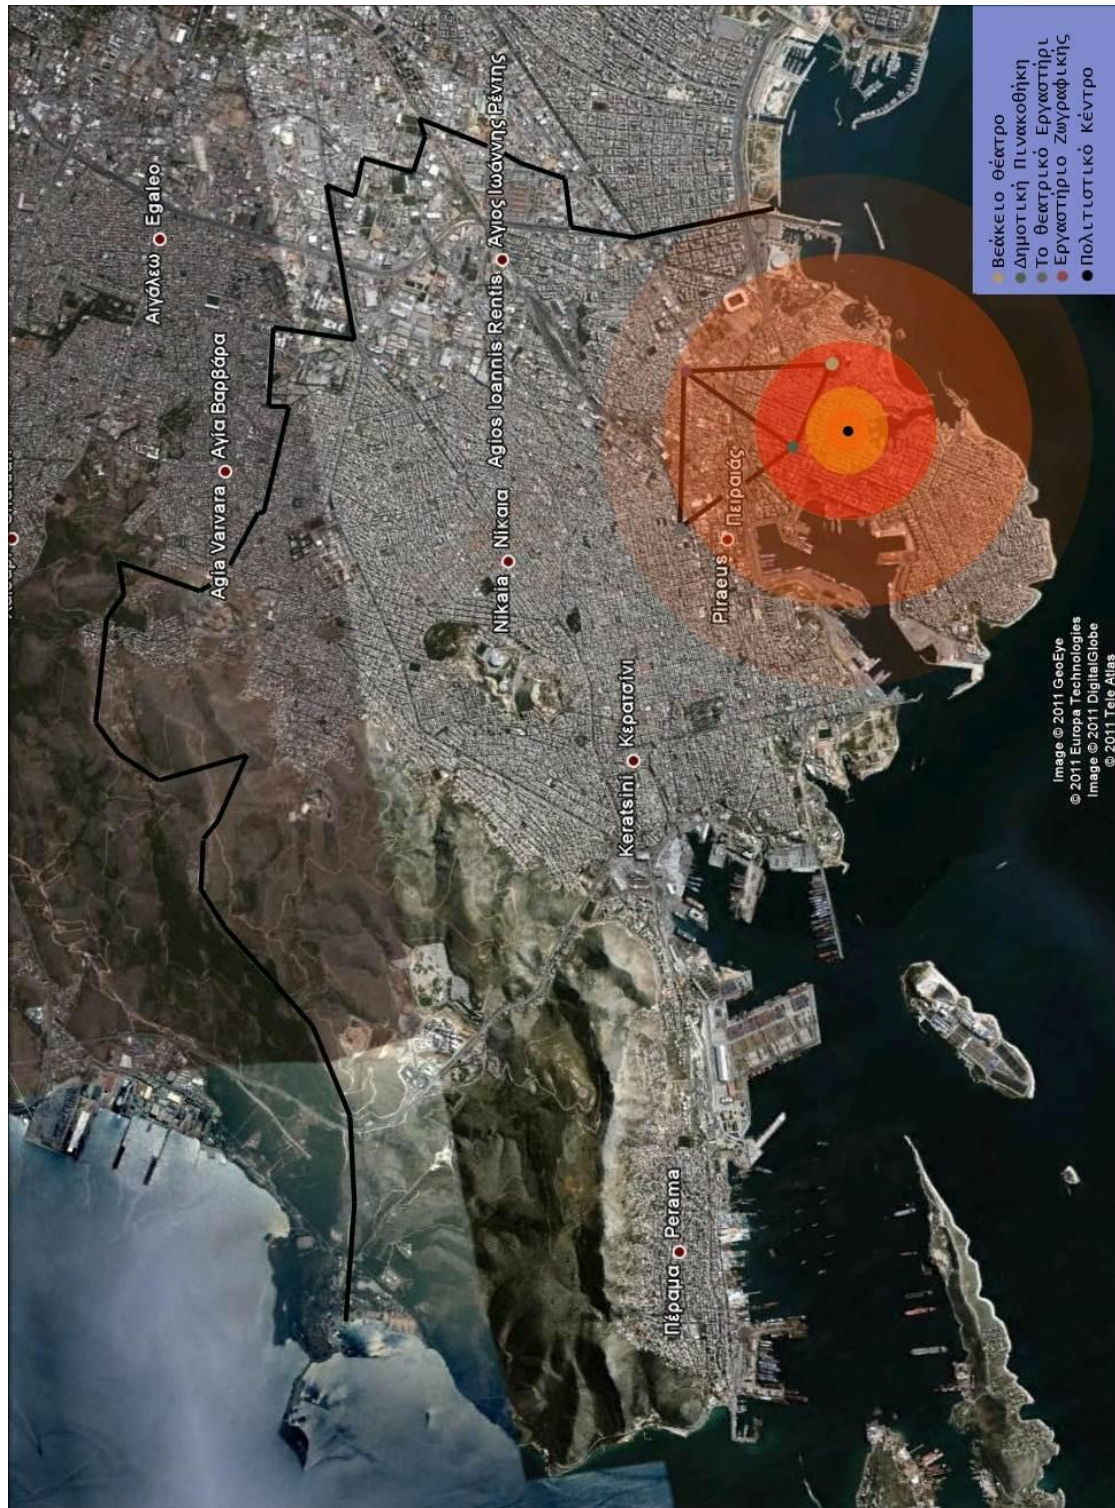 Αιγάλεω Egaleo
Agia Varvara Αγία Βαρβάρα
Agios Ioannis Rentis Άγιος Ιωάννης Ρέντης
Nikaia Νίκαια
Keratsini Κερατσίνι
Πέραμα Perama
Piraeus Πειραιάς
Βεάκειο θέατρο
Δημοτική Πινακοθήκη
Το θεατρικό Εργαστήρι
Εργαστήριο Ζωγραφικής
Πολιτιστικό Κέντρο
Image © 2011 GeoEye
© 2011 Europa Technologies
Image © 2011 DigitalGlobe
© 2011 Tele Atlas